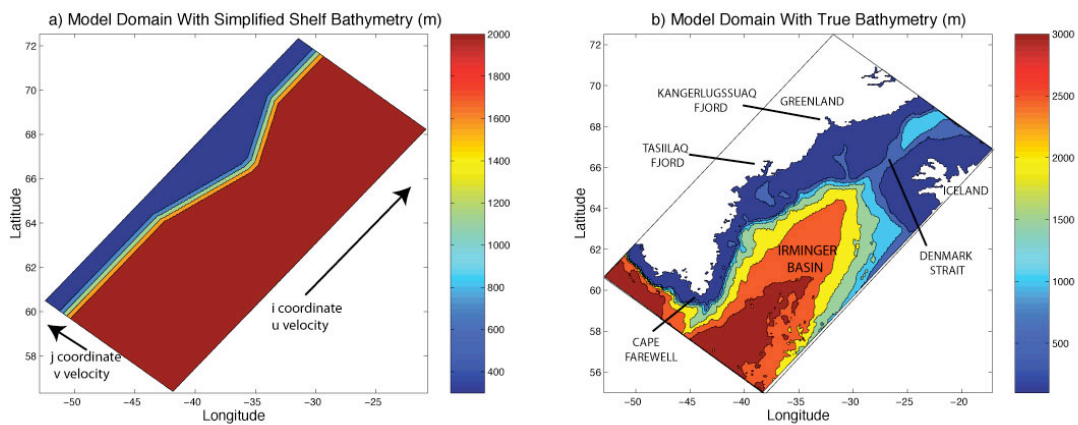 a) Model Domain With Simplified Shelf Bathymetry (m)
72
70
68
66
64
62
60
58
Latitude
i coordinate
u velocity
j coordinate
v velocity
−50
−45
−40
−35
−30
−25
Longitude
2000
1800
1600
1400
1200
1000
800
600
400
b) Model Domain With True Bathymetry (m)
72
70
68
66
64
62
60
58
56
Latitude
KANGERLUGSSUAQ
FJORD
GREENLAND
TASIILAQ
FJORD
ICELAND
IRMINGER
BASIN
DENMARK
STRAIT
CAPE
FAREWELL
−50
−45
−40
−35
−30
−25
−20
−17
Longitude
3000
2500
2000
1500
1000
500